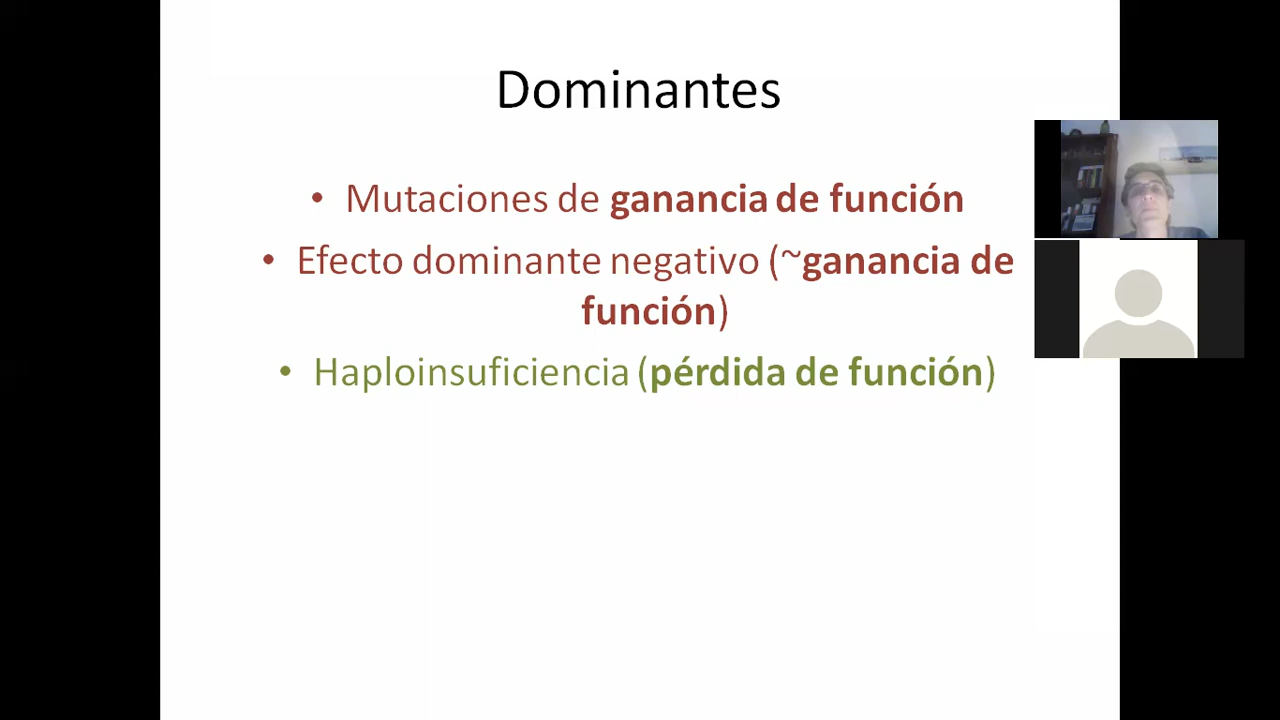 Dominantes
• Mutaciones de ganancia de función
• Efecto dominante negativo (~ganancia de
función)
• Haploinsuficiencia (pérdida de función)